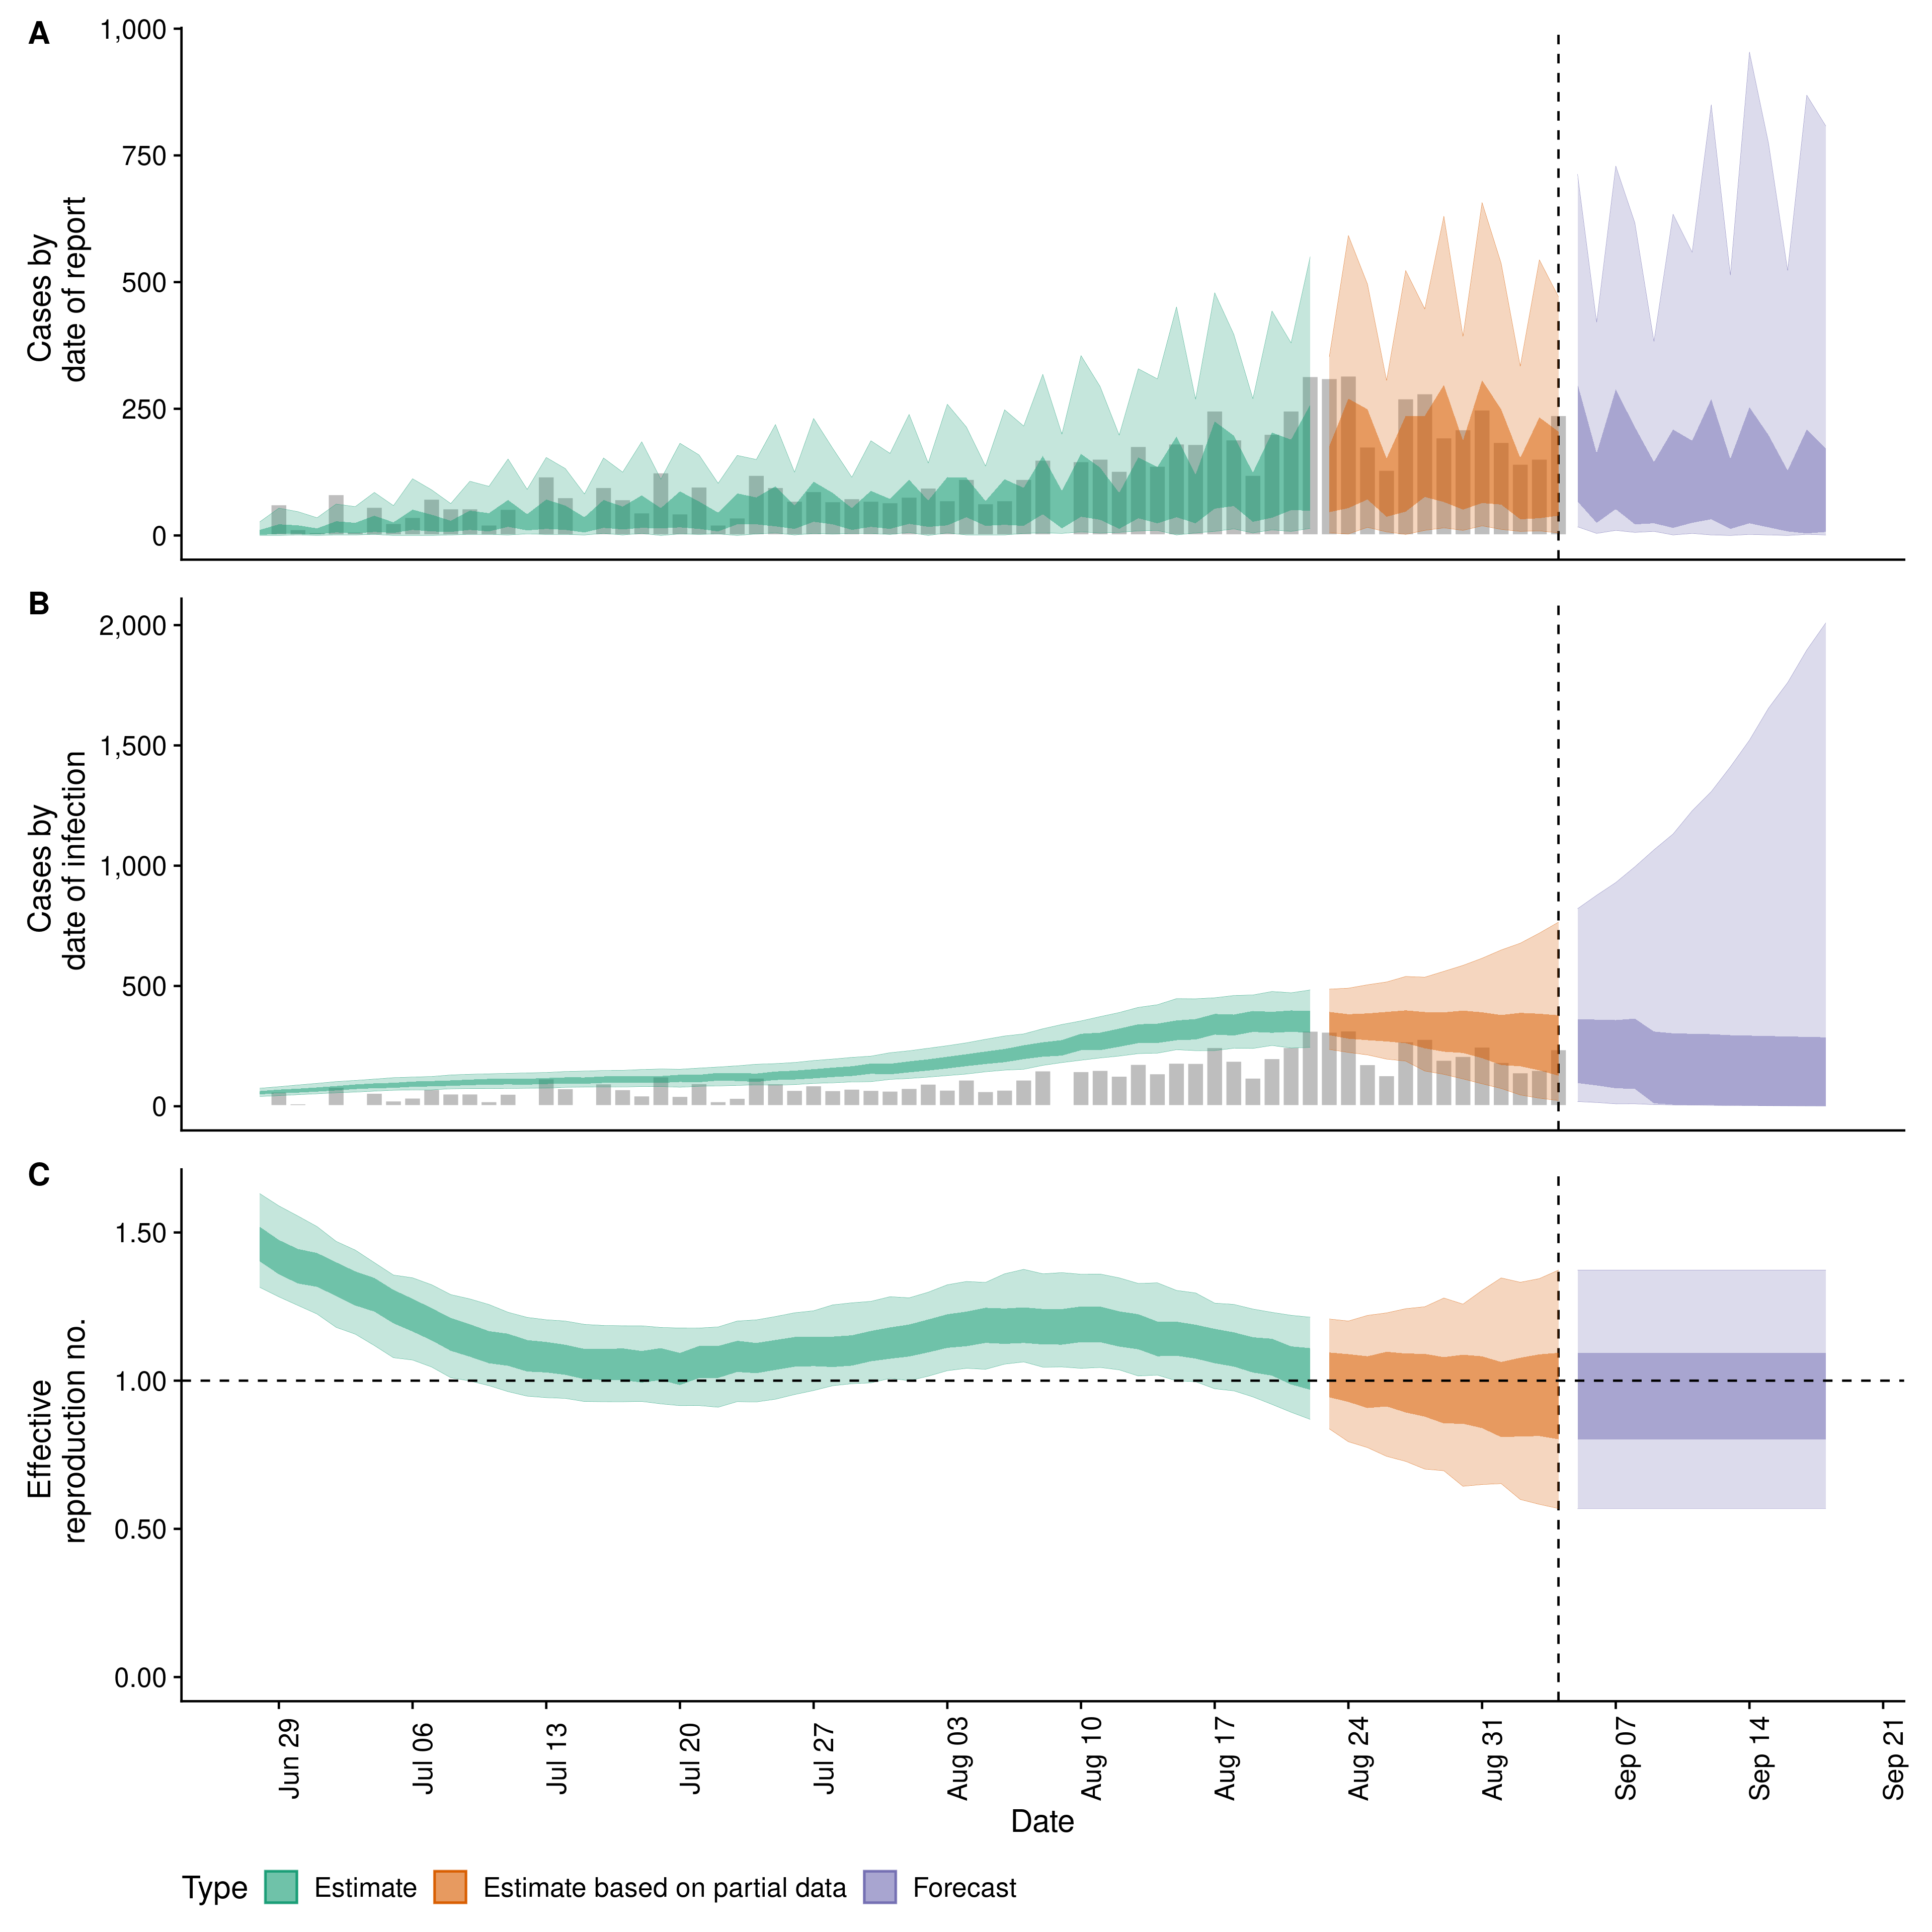 A
Cases by
date of report
1,000
750
500
250
0
B
Cases by
date of infection
2,000
1,500
1,000
500
0
C
Effective
reproduction no.
1.50
1.00
0.50
0.00
Jun 29
Jul 06
Jul 13
Jul 20
Jul 27
Aug 03
Aug 10
Aug 17
Aug 24
Aug 31
Sep 07
Sep 14
Sep 21
Date
Type Estimate Estimate based on partial data Forecast